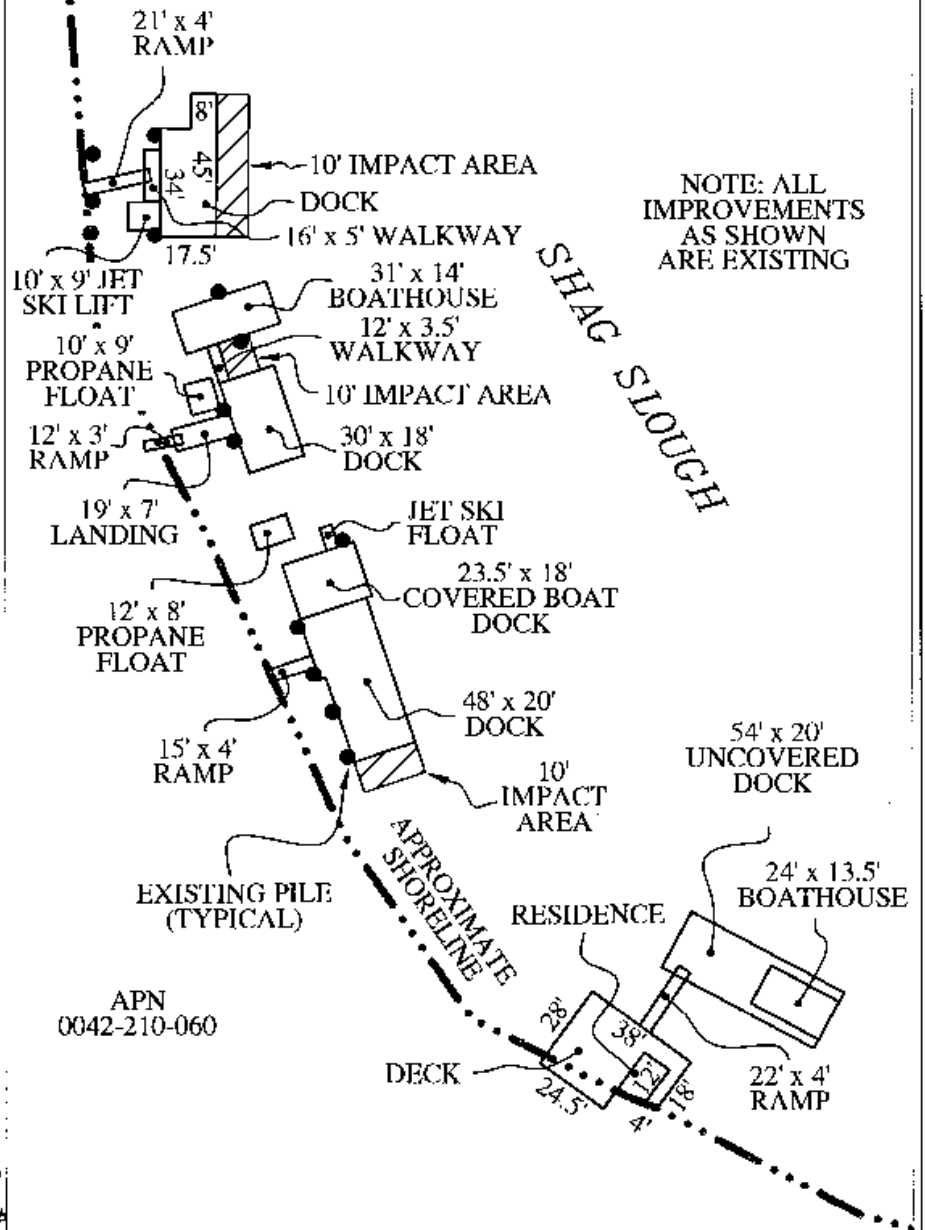 21' x 4'
RAMP
8'
45'
34'
17.5'
10' IMPACT AREA
DOCK
16' x 5' WALKWAY
10' x 9' JET
SKI LIFT
NOTE: ALL
IMPROVEMENTS
AS SHOWN
ARE EXISTING
SHAG SLOUGH
31' x 14'
BOATHOUSE
12' x 3.5'
WALKWAY
10' IMPACT AREA
10' x 9'
PROPANE
FLOAT
12' x 3'
RAMP
30' x 18'
DOCK
19' x 7'
LANDING
JET SKI
FLOAT
23.5' x 18'
COVERED BOAT
DOCK
12' x 8'
PROPANE
FLOAT
48' x 20'
DOCK
15' x 4'
RAMP
10'
IMPACT
AREA
54' x 20'
UNCOVERED
DOCK
EXISTING PILE
(TYPICAL)
APPROXIMATE
SHORELINE
24' x 13.5'
BOATHOUSE
RESIDENCE
APN
0042-210-060
28'
38'
12'
18'
4'
24.5'
DECK
22' x 4'
RAMP